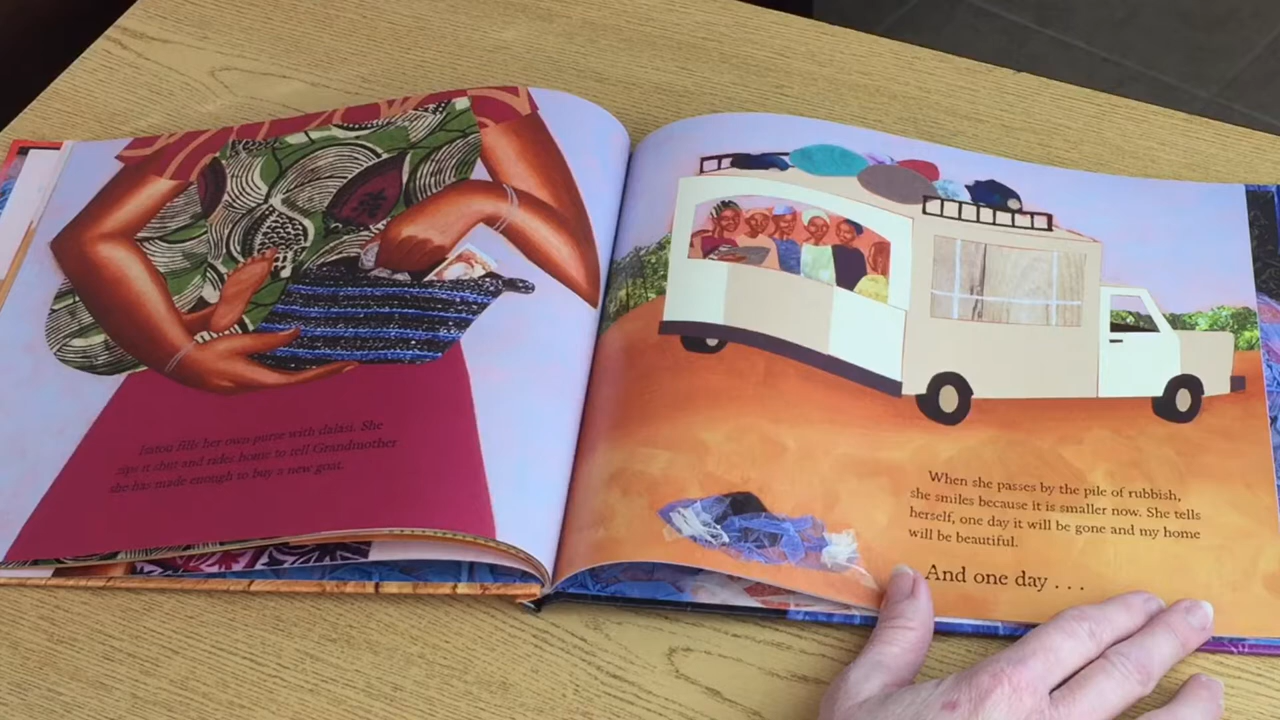 Isatou fills her own purse with dalasi. She
zips it shut and rides home to tell Grandmother
she has made enough to buy a new goat.
When she passes by the pile of rubbish,
she smiles because it is smaller now. She tells
herself, one day it will be gone and my home
will be beautiful.
And one day . . .